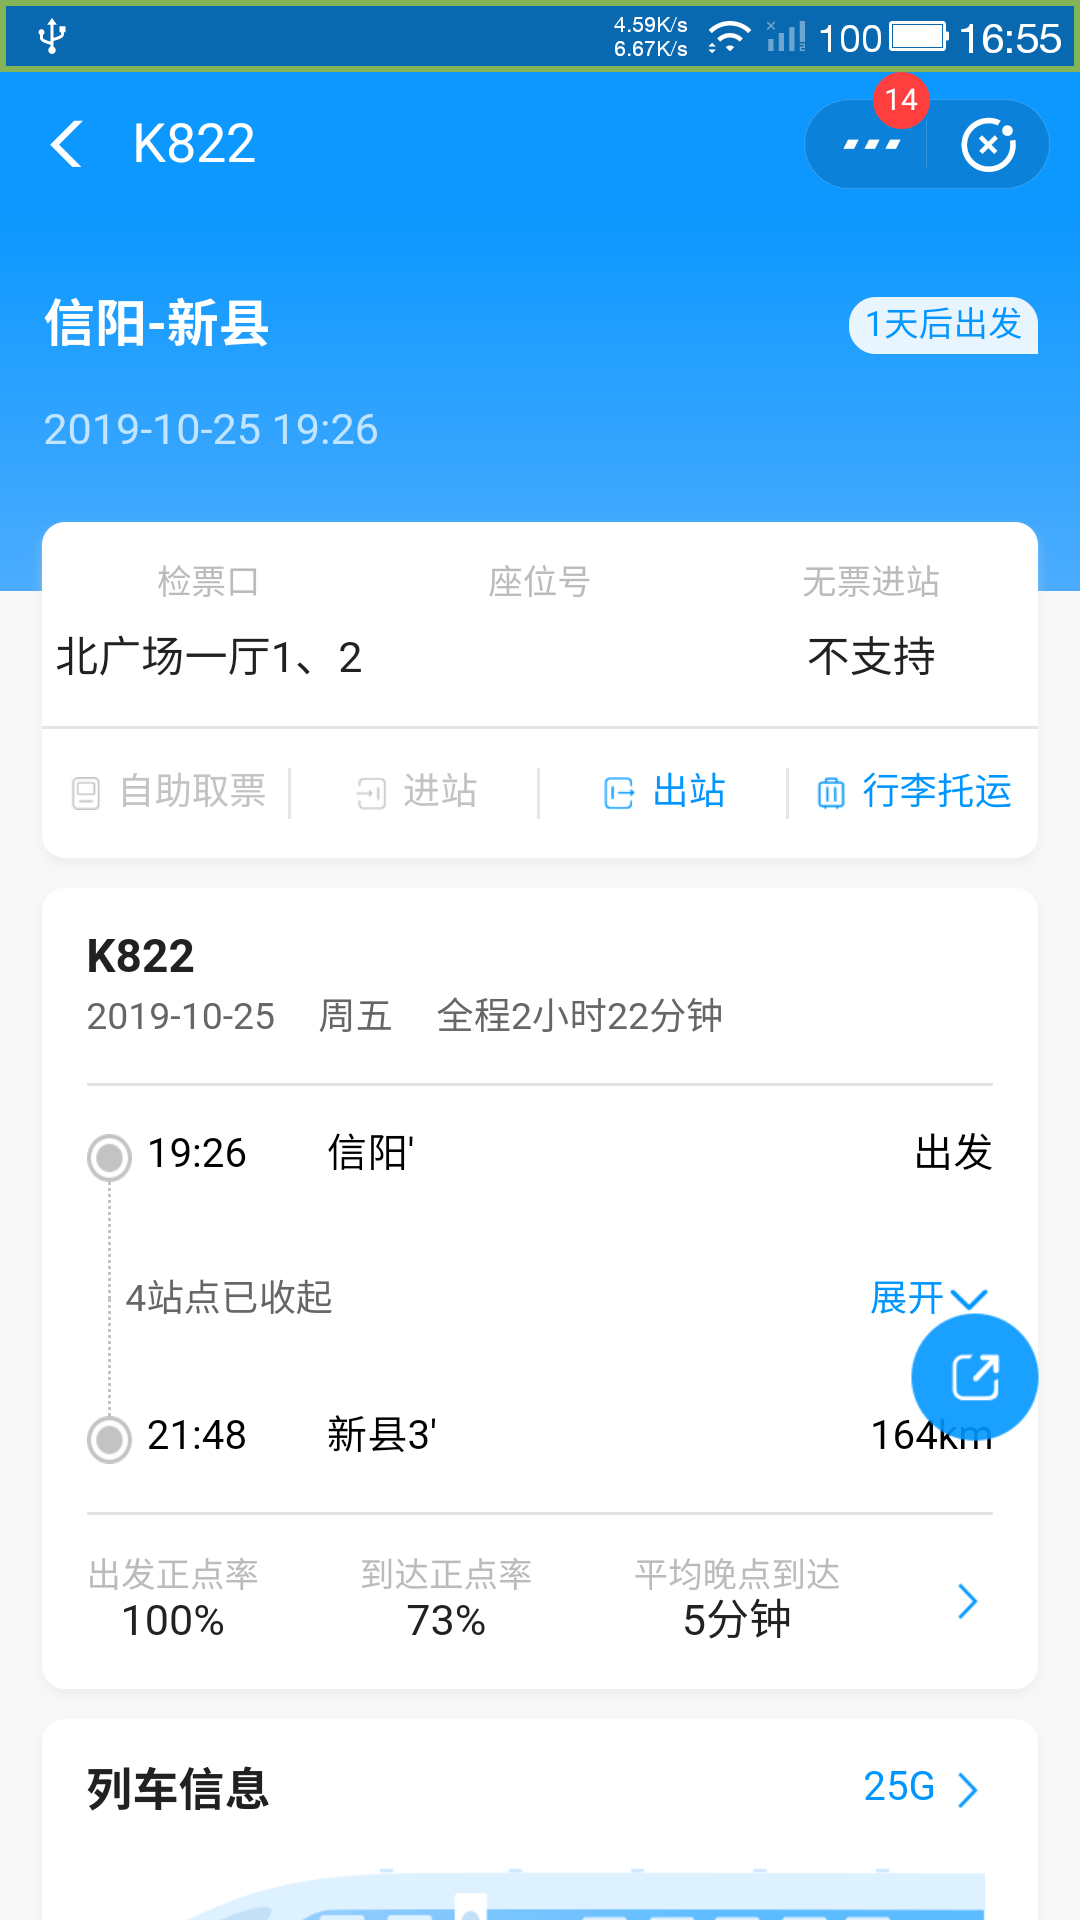 4.59K/s
6.67K/s
100
16:55
K822
14
信阳-新县
1天后出发
2019-10-25 19:26
检票口 座位号 无票进站
北广场一厅1、2 不支持
自助取票 进站 出站 行李托运
K822
2019-10-25 周五 全程2小时22分钟
19:26 信阳' 出发
4站点已收起 展开
21:48 新县3' 164km
出发正点率 到达正点率 平均晚点到达
100% 73% 5分钟
列车信息 25G